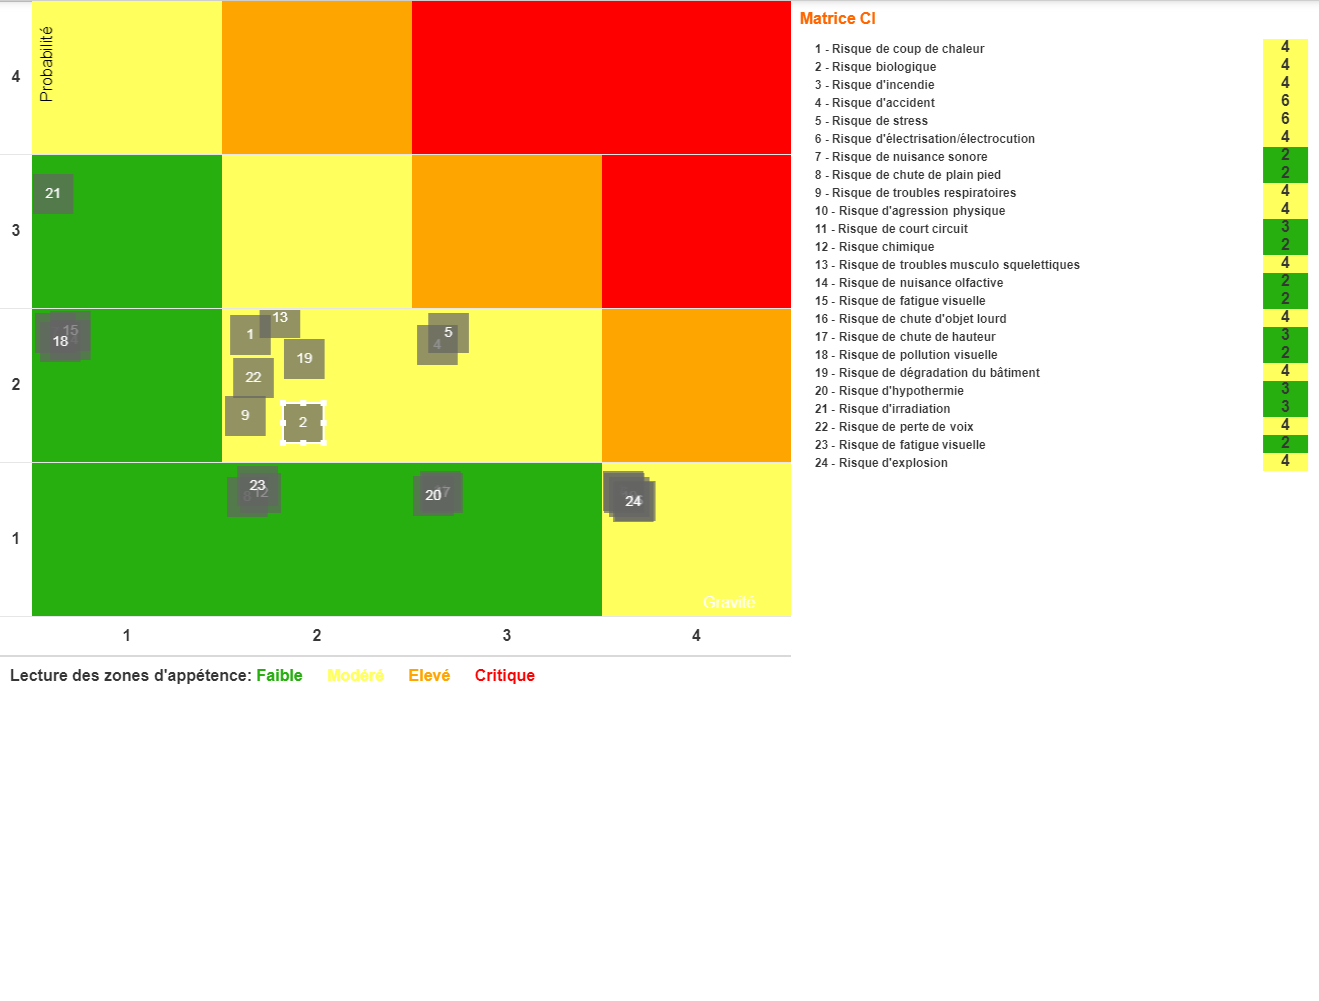 Probabilité
4
3
2
1
21
15
18
13
1
5
4
19
22
9
2
23
12
8
20
17
24
Gravité
1
2
3
4
Lecture des zones d'appétence: Faible Modéré Elevé Critique
Matrice CI
1 - Risque de coup de chaleur 4
2 - Risque biologique 4
3 - Risque d'incendie 4
4 - Risque d'accident 6
5 - Risque de stress 6
6 - Risque d'électrisation/électrocution 4
7 - Risque de nuisance sonore 2
8 - Risque de chute de plain pied 2
9 - Risque de troubles respiratoires 4
10 - Risque d'agression physique 4
11 - Risque de court circuit 3
12 - Risque chimique 2
13 - Risque de troubles musculo squelettiques 4
14 - Risque de nuisance olfactive 2
15 - Risque de fatigue visuelle 2
16 - Risque de chute d'objet lourd 4
17 - Risque de chute de hauteur 3
18 - Risque de pollution visuelle 2
19 - Risque de dégradation du bâtiment 4
20 - Risque d'hypothermie 3
21 - Risque d'irradiation 3
22 - Risque de perte de voix 4
23 - Risque de fatigue visuelle 2
24 - Risque d'explosion 4